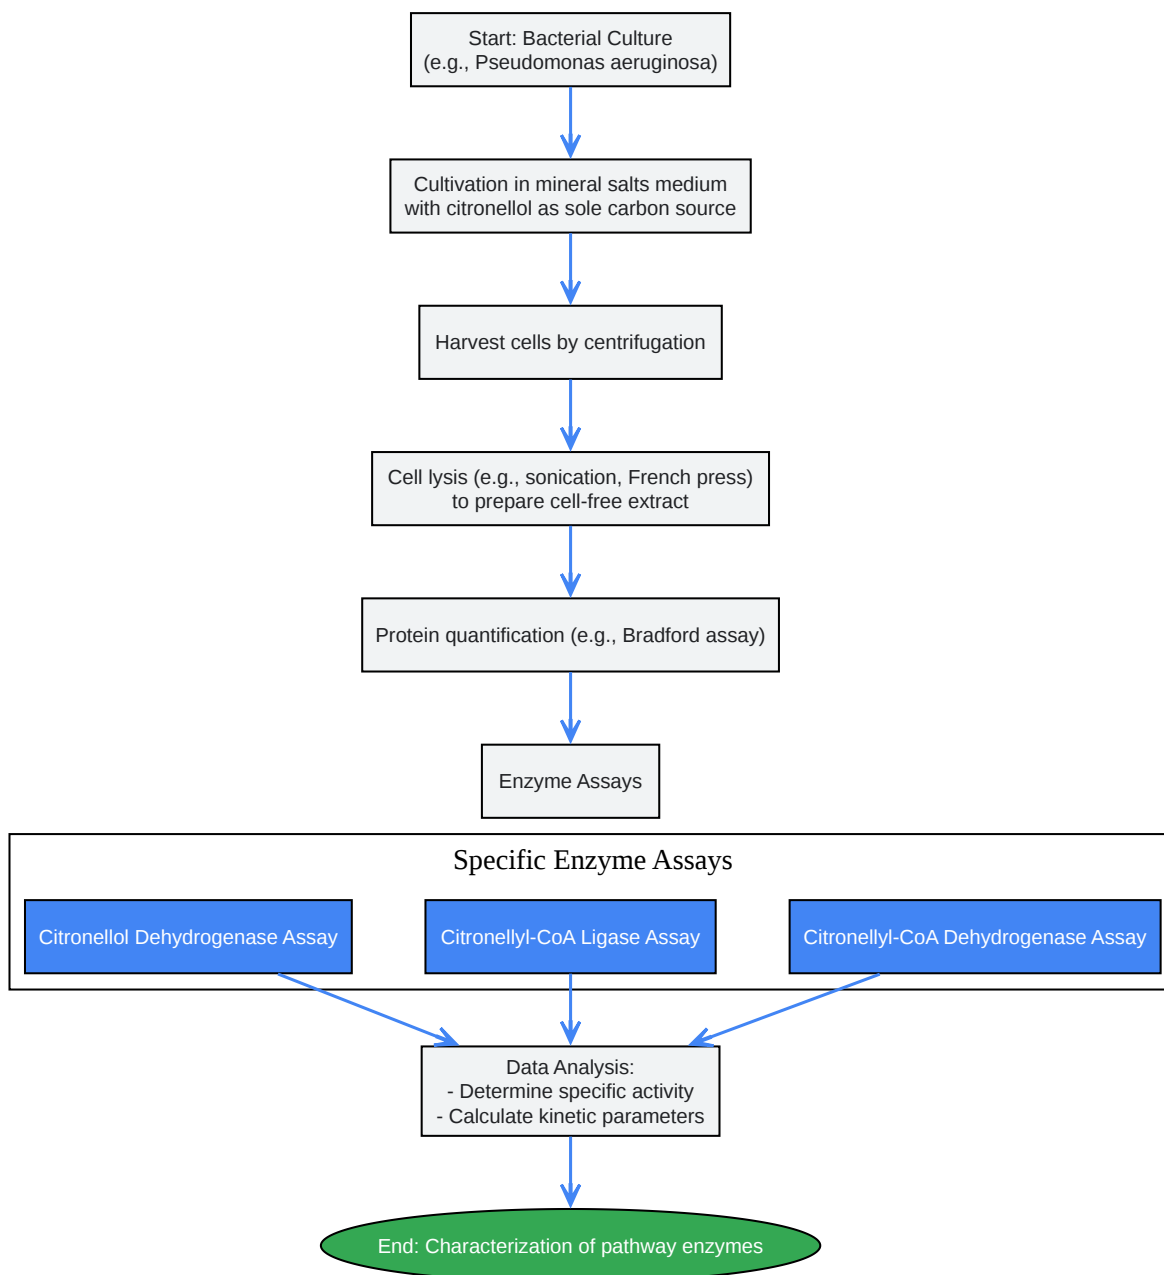 Start: Bacterial Culture
(e.g., Pseudomonas aeruginosa)
Cultivation in mineral salts medium
with citronellol as sole carbon source
Harvest cells by centrifugation
Cell lysis (e.g., sonication, French press)
to prepare cell-free extract
Protein quantification (e.g., Bradford assay)
Enzyme Assays
Specific Enzyme Assays
Citronellol Dehydrogenase Assay
Citronellyl-CoA Ligase Assay
Citronellyl-CoA Dehydrogenase Assay
Data Analysis:
- Determine specific activity
- Calculate kinetic parameters
End: Characterization of pathway enzymes